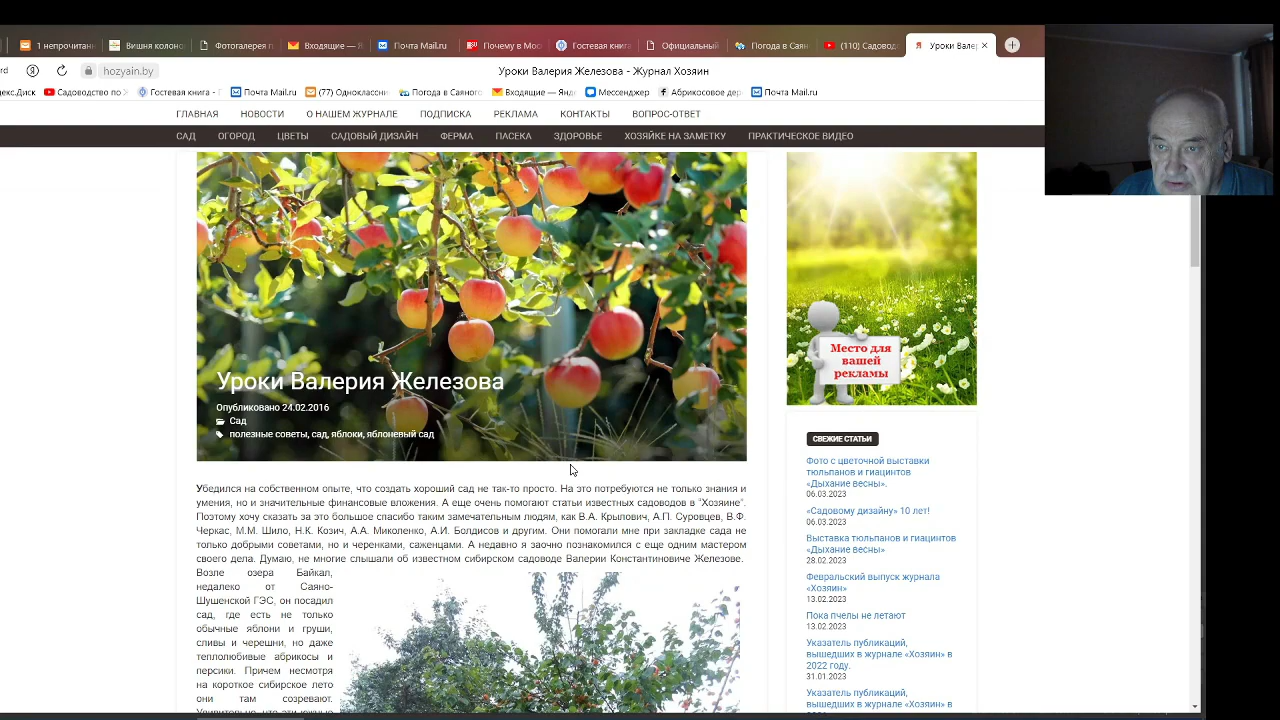 1 непрочитанн
Вишня колоно
Фотогалерея г
Входящие — Я
Почта Mail.ru
Почему в Мос
Гостевая книга
Официальный
Погода в Саян
(110) Садовод
Уроки Вале
hozyain.by
Уроки Валерия Железова - Журнал Хозяин
кс.Диск
Садоводство по
Гостевая книга -
Почта Mail.ru
(77) Одноклассни
Погода в Саяного
Входящие — Янд
Мессенджер
Абрикосовое дер
Почта Mail.ru
ГЛАВНАЯ НОВОСТИ О НАШЕМ ЖУРНАЛЕ ПОДПИСКА РЕКЛАМА КОНТАКТЫ ВОПРОС-ОТВЕТ
САД ОГОРОД ЦВЕТЫ САДОВЫЙ ДИЗАЙН ФЕРМА ПАСЕКА ЗДОРОВЬЕ ХОЗЯЙКЕ НА ЗАМЕТКУ ПРАКТИЧЕСКОЕ ВИДЕО
Уроки Валерия Железова
Опубликовано 24.02.2016
Сад
полезные советы, сад, яблоки, яблоневый сад
Убедился на собственном опыте, что создать хороший сад не так-то просто. На это потребуются не только знания и
умения, но и значительные финансовые вложения. А еще очень помогали статьи известных садоводов в "Хозяине".
Поэтому хочу сказать за это большое спасибо таким замечательным людям, как В.А. Крылович, А.П. Суровцев, В.Ф.
Черкас, М.М. Шило, Н.К. Козич, А.А. Миколенко, А.И. Болдисов и другим. Они помогали мне при закладке сада не
только добрыми советами, но и черенками, саженцами. А недавно я заочно познакомился с еще одним мастером
своего дела. Думаю, не многие слышали об известном сибирском садоводе Валерии Константиновиче Железове.
Возле озера Байкал,
недалеко от Саяно-
Шушенской ГЭС, он посадил
сад, где есть не только
обычные яблони и груши,
сливы и черешни, но даже
теплолюбивые абрикосы и
персики. Причем несмотря
на короткое сибирское лето
они там созревают.
Место для
вашей
рекламы
СВЕЖИЕ СТАТЬИ
Фото с цветочной выставки
тюльпанов и гиацинтов
«Дыхание весны».
06.03.2023
«Садовому дизайну» 10 лет!
06.03.2023
Выставка тюльпанов и гиацинтов
«Дыхание весны»
28.02.2023
Февральский выпуск журнала
«Хозяин»
13.02.2023
Пока пчелы не летают
13.02.2023
Указатель публикаций,
вышедших в журнале «Хозяин» в
2022 году.
31.01.2023
Указатель публикаций,
вышедших в журнале «Хозяин» в